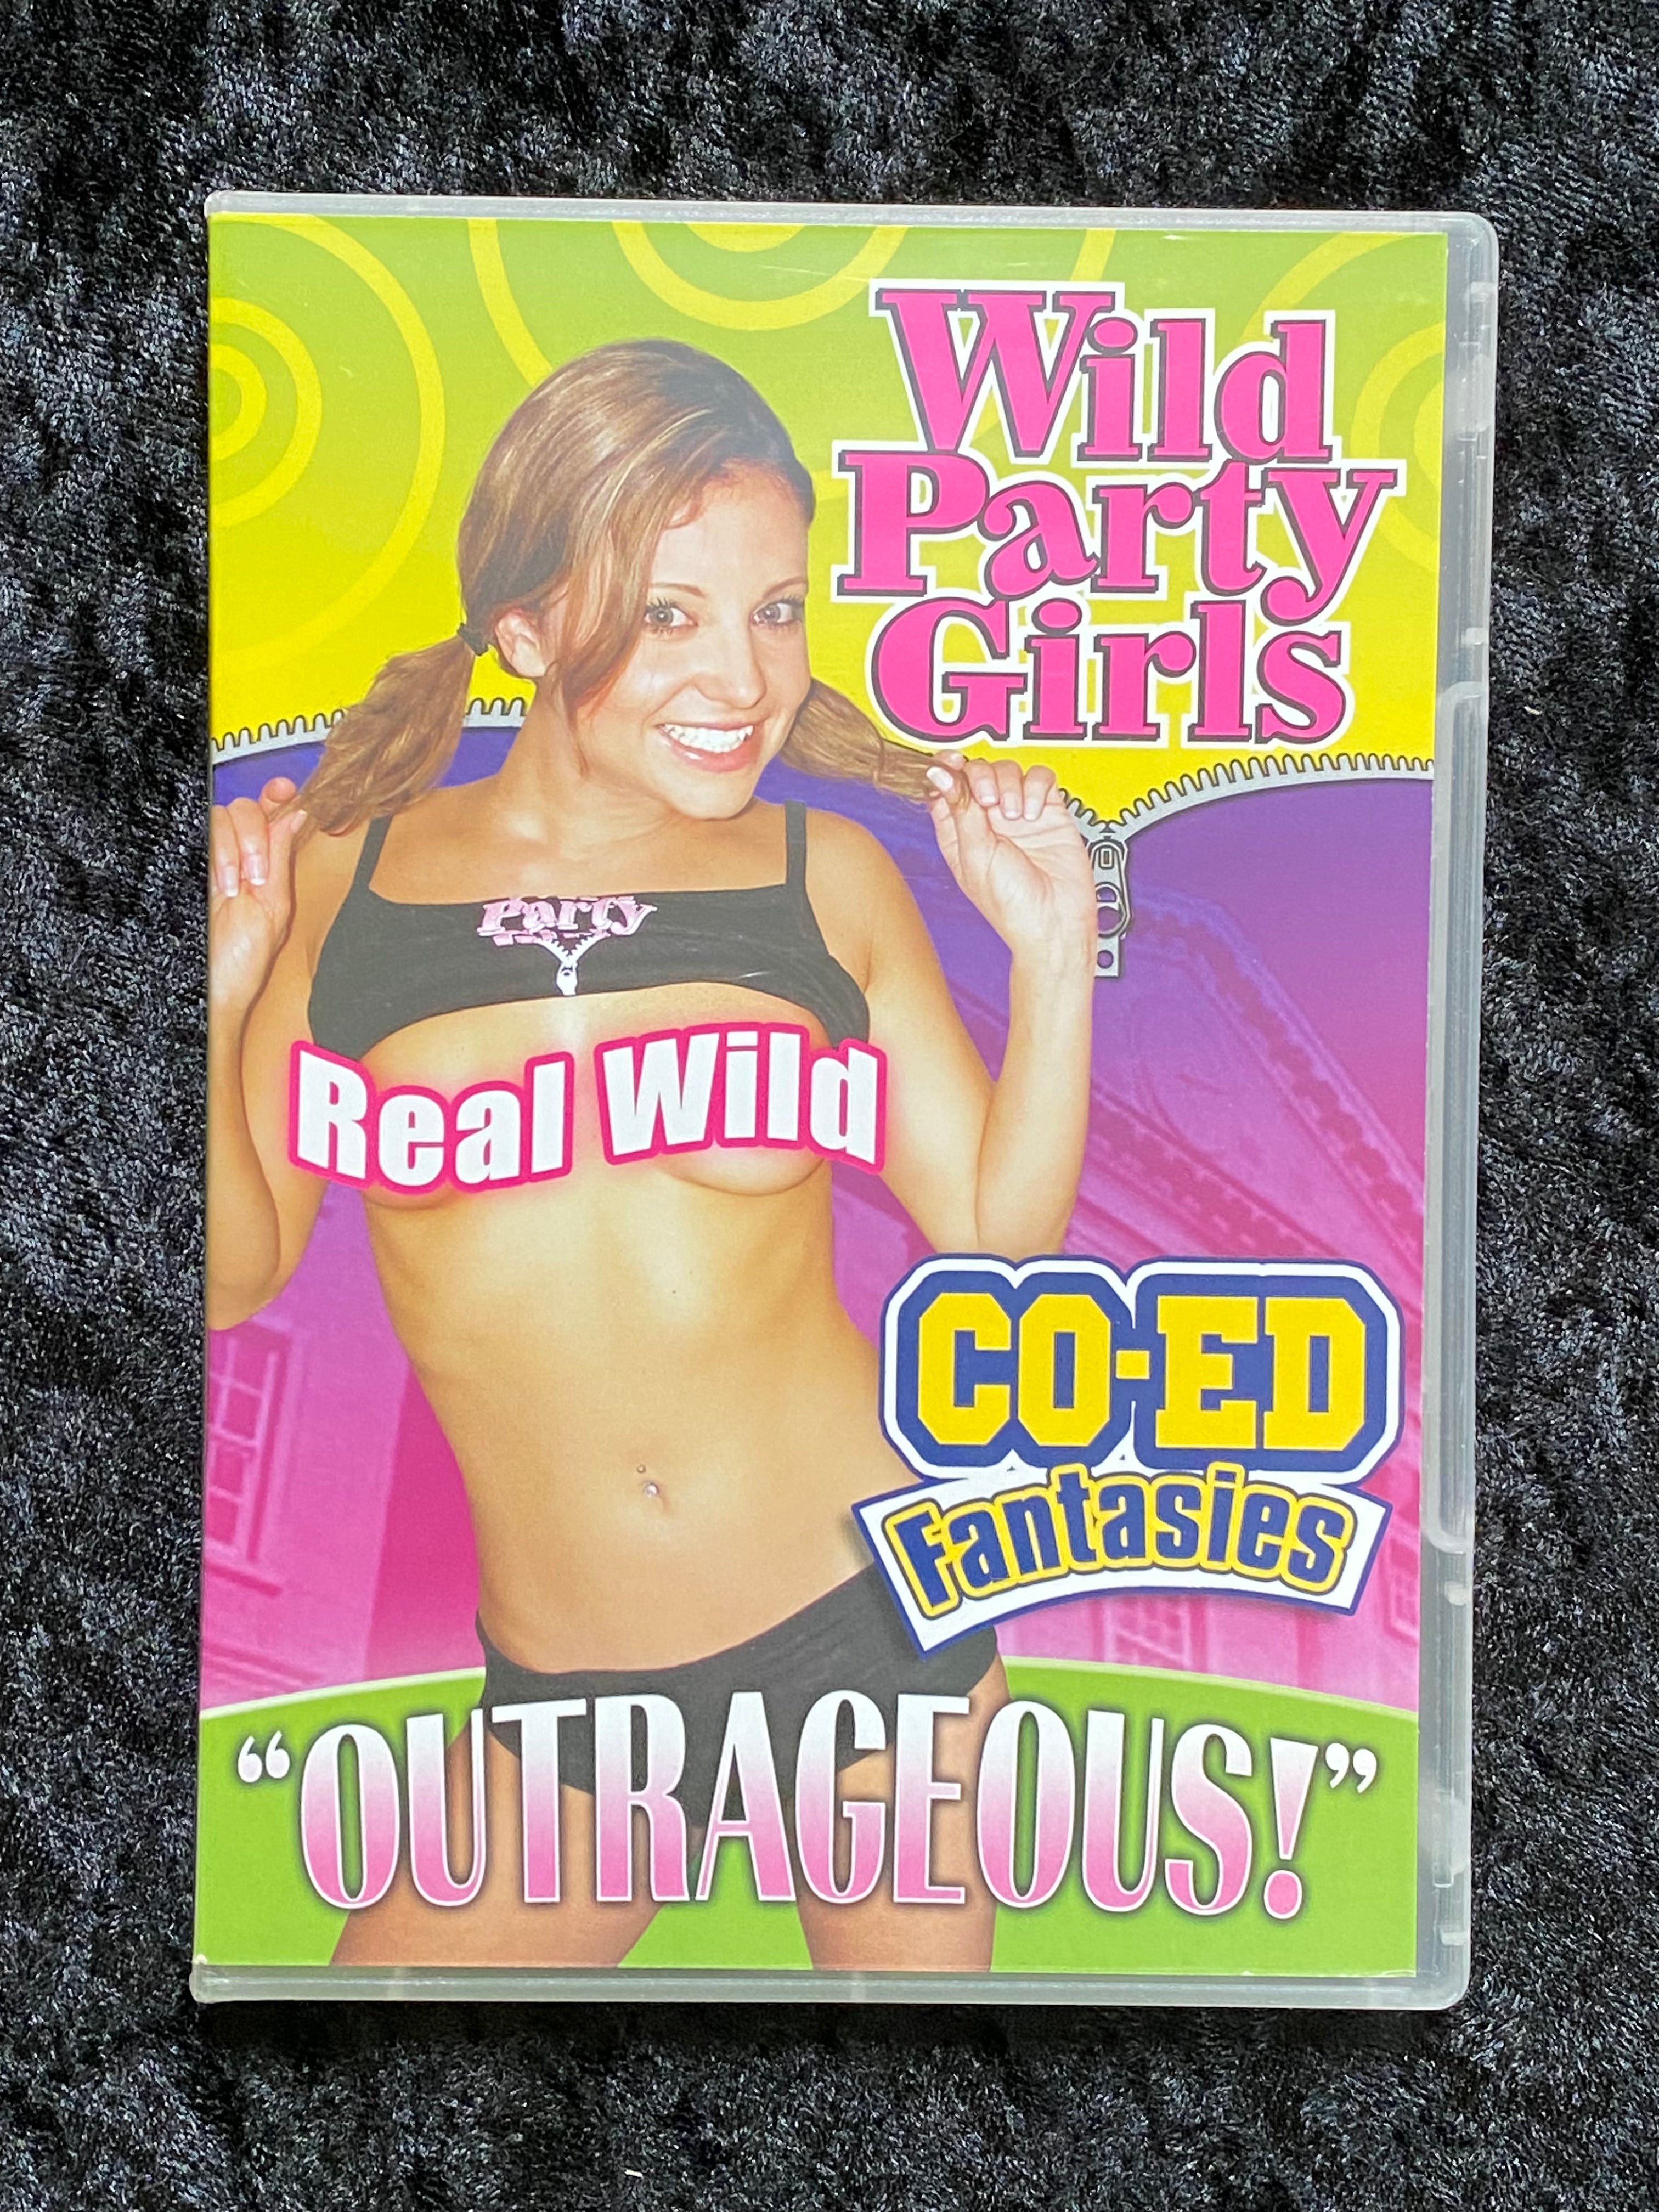 Wild
Party
Girls
Party
Real Wild
CO-ED
Fantasies
"OUTRAGEOUS!"